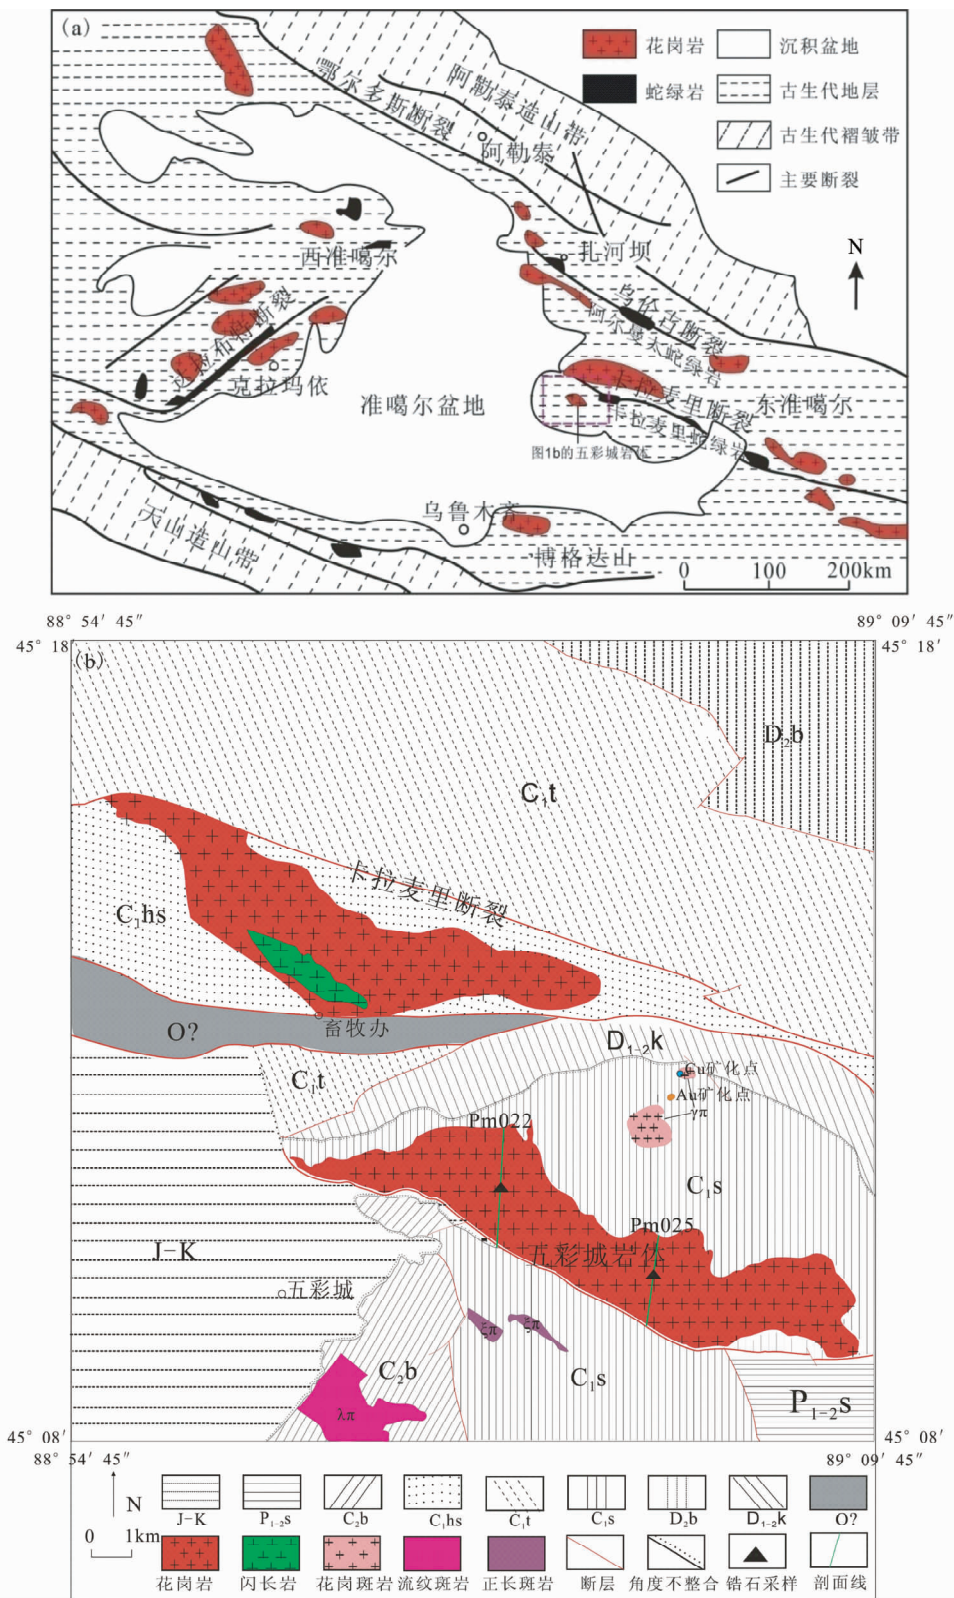 (a)
花岗岩
沉积盆地
蛇绿岩
古生代地层
古生代褶皱带
主要断裂
N
鄂尔多斯断裂
阿勒泰造山带
阿勒泰
扎河坝
西准噶尔
乌伦古断裂
阿尔曼太蛇绿岩
达拉布特断裂
克拉玛依
准噶尔盆地
卡拉麦里断裂
卡拉麦里蛇绿岩
东准噶尔
图1b的五彩城岩体
乌鲁木齐
天山造山带
博格达山
0 100 200km
88° 54′ 45″
89° 09′ 45″
45° 18′
45° 18′
(b)
D₂b
C₁t
卡拉麦里断裂
C₁hs
O?
畜牧办
D₁₋₂k
C₁t
Cu矿化点
Au矿化点
γπ
Pm022
C₁s
Pm025
J-K
五彩城岩体
五彩城
ξπ
ξπ
C₂b
C₁s
λπ
P₁₋₂s
45° 08′
45° 08′
88° 54′ 45″
89° 09′ 45″
N
0 1km
J-K
P₁₋₂s
C₂b
C₁hs
C₁t
C₁s
D₂b
D₁₋₂k
O?
花岗岩
闪长岩
花岗斑岩
流纹斑岩
正长斑岩
断层
角度不整合
锆石采样
剖面线